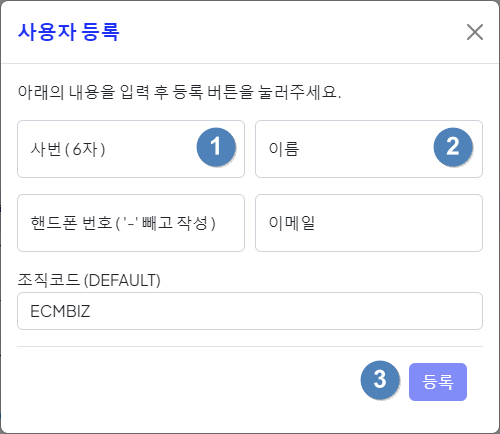 사용자 등록
아래의 내용을 입력 후 등록 버튼을 눌러주세요.
사번 ( 6자 ) 1 이름 2
핸드폰 번호 ( '-' 빼고 작성 ) 이메일
조직코드 (DEFAULT)
ECMBIZ
3 등록